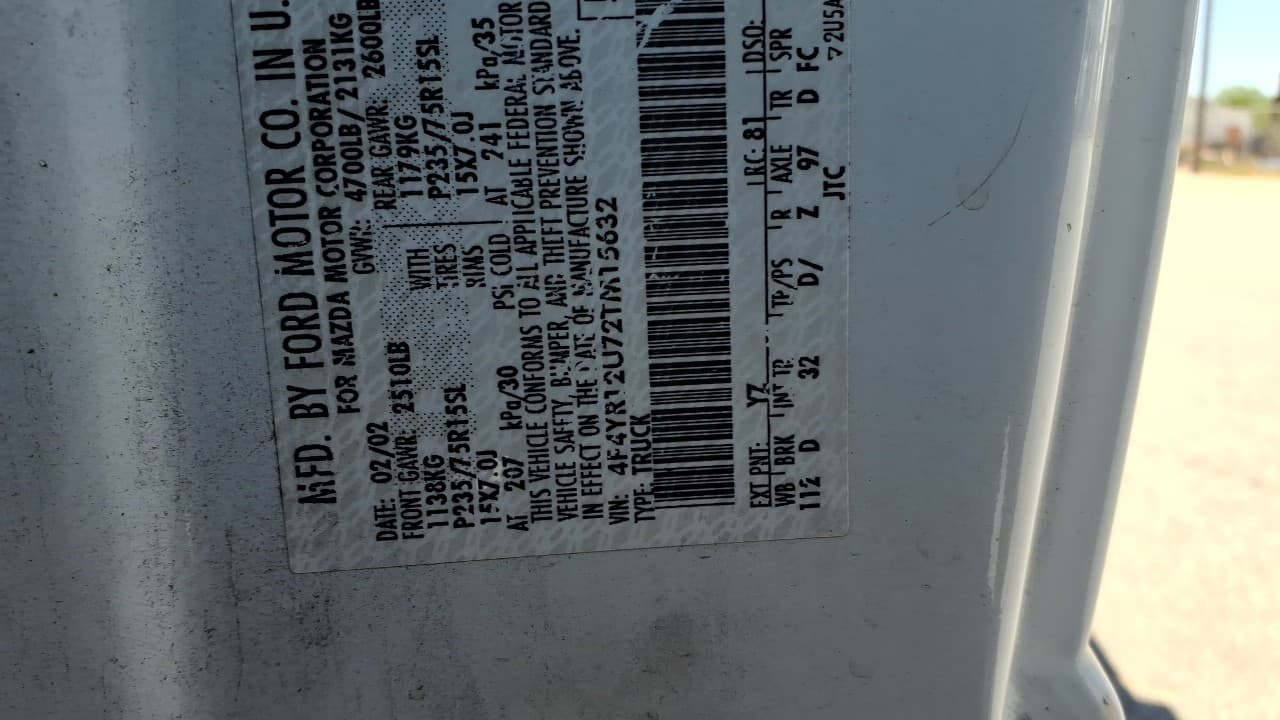 MFD. BY FORD MOTOR CO. IN U.
FOR MAZDA MOTOR CORPORATION
DATE: 02/02 GVWR: 4700LB/ 2131KG
FRONT GAWR: 2510LB REAR GAWR: 2600LB
1138KG WITH 1179KG
P235/75R15SL TIRES P235/75R15SL
15X7.0J RIMS 15X7.0J
AT 207 kPa/30 PSI COLD AT 241 kPa/35
THIS VEHICLE CONFORMS TO ALL APPLICABLE FEDERAL MOTOR
VEHICLE SAFETY, BUMPER, AND THEFT PREVENTION STANDARD
IN EFFECT ON THE DATE OF MANUFACTURE SHOWN ABOVE.
VIN: 4F4YR12U72TM15632
TYPE: TRUCK
EXT PNT: YZ RC: 81 DSO:
WB BRK INT TR TP/PS R AXLE TR SPR
112 D 32 D/ Z 97 D FC
JTC 72U5A